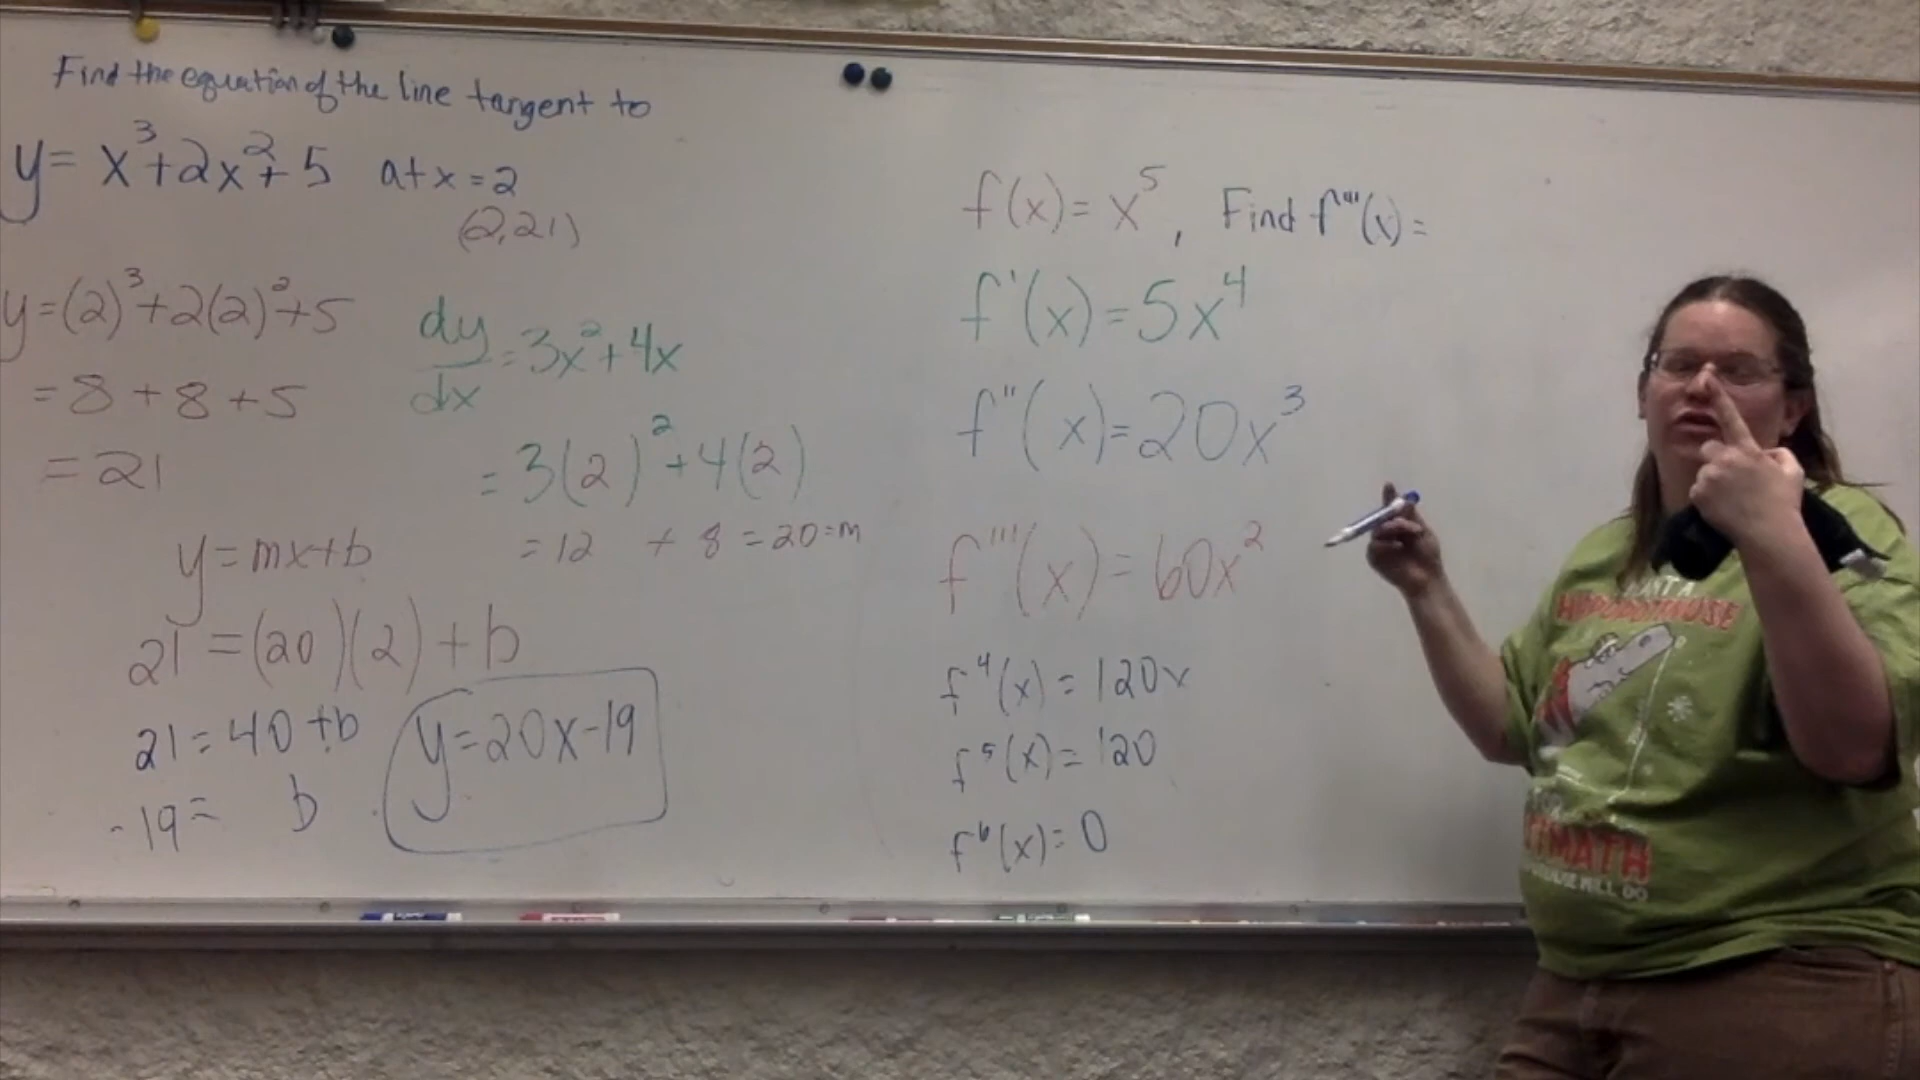 Find the equation of the line tangent to
y = x³ + 2x² + 5 at x = 2
(2,21)
y = (2)³ + 2(2)² + 5
= 8 + 8 + 5
= 21
dy/dx = 3x² + 4x
= 3(2)² + 4(2)
= 12 + 8 = 20 = m
y = mx + b
21 = (20)(2) + b
21 = 40 + b
-19 = b
y = 20x - 19
f(x) = x⁵, Find f''''(x) =
f'(x) = 5x⁴
f''(x) = 20x³
f'''(x) = 60x²
f⁴(x) = 120x
f⁵(x) = 120
f⁶(x) = 0
MATH
WILL DO